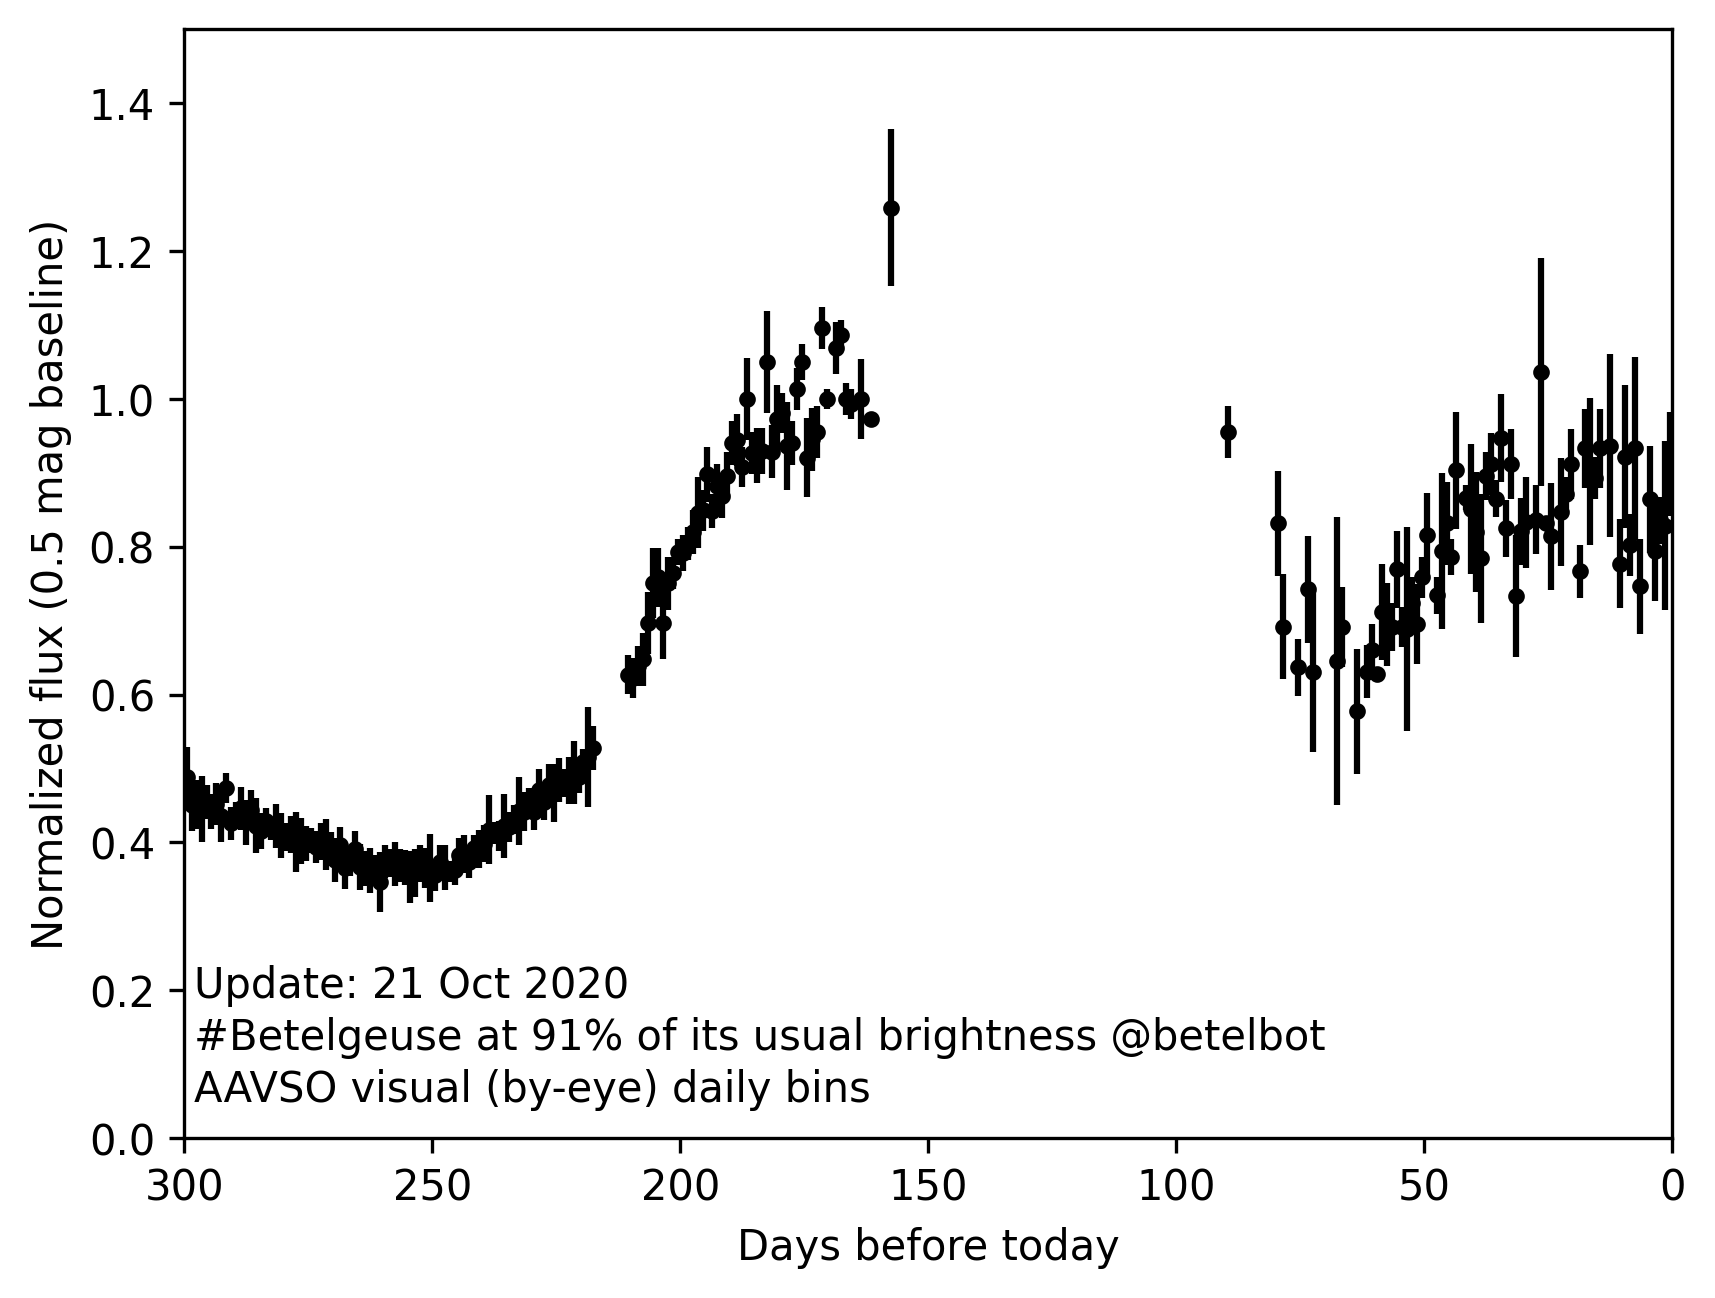 1.4
1.2
1.0
0.8
0.6
0.4
0.2
0.0
Normalized flux (0.5 mag baseline)
Update: 21 Oct 2020
#Betelgeuse at 91% of its usual brightness @betelbot
AAVSO visual (by-eye) daily bins
300 250 200 150 100 50 0
Days before today